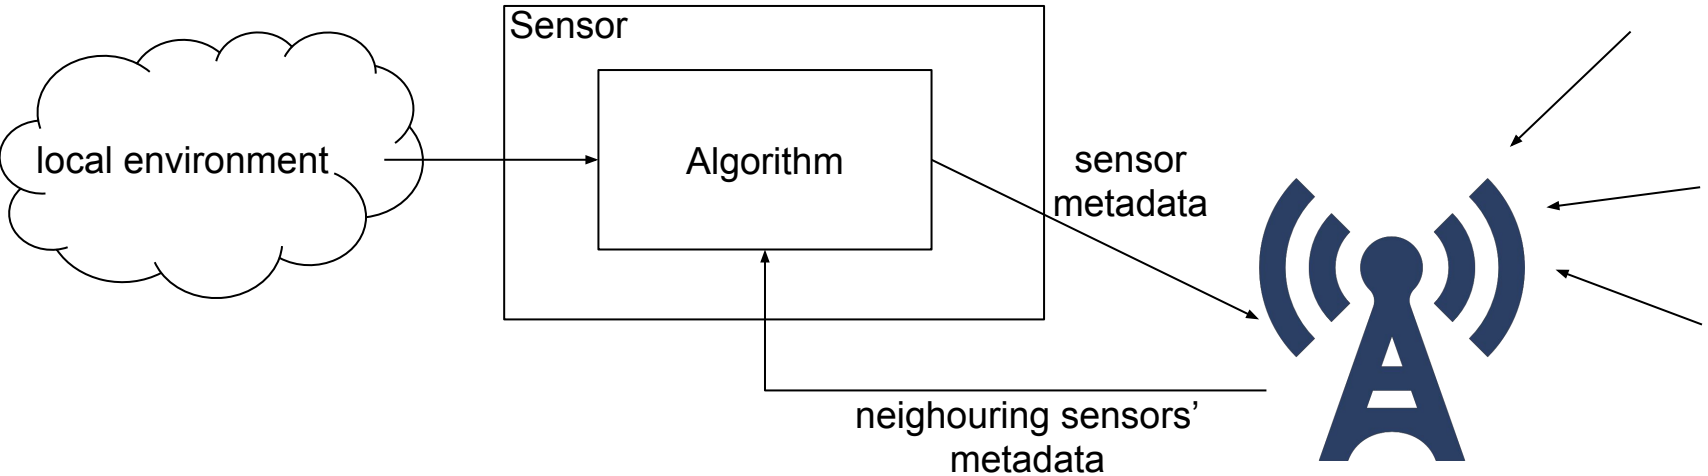 Sensor
local environment
Algorithm
sensor
metadata
neighouring sensors’
metadata